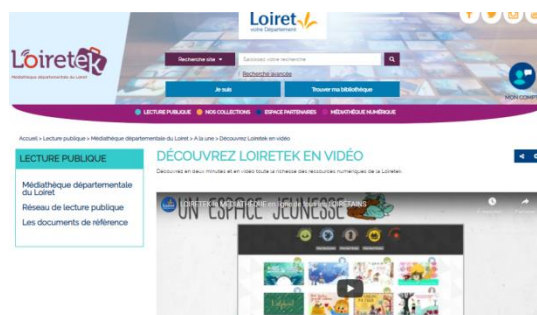 Loiret
votre Département
Loiretek
Médiathèque départementale du Loiret
Recherche site
Saisissez votre recherche
Recherche avancée
Je suis
Trouver ma bibliothèque
MON COMPTE
LECTURE PUBLIQUE NOS COLLECTIONS ESPACE PARTENAIRES MÉDIATHÈQUE NUMÉRIQUE
Accueil > Lecture publique > Médiathèque départementale du Loiret > A la une > Découvrez Loiretek en vidéo
LECTURE PUBLIQUE
Médiathèque départementale
du Loiret
Réseau de lecture publique
Les documents de référence
DÉCOUVREZ LOIRETEK EN VIDÉO
Découvrez en deux minutes et en vidéo toute la richesse des ressources numériques de la Loiretek.
UN ESPACE JEUNESSE